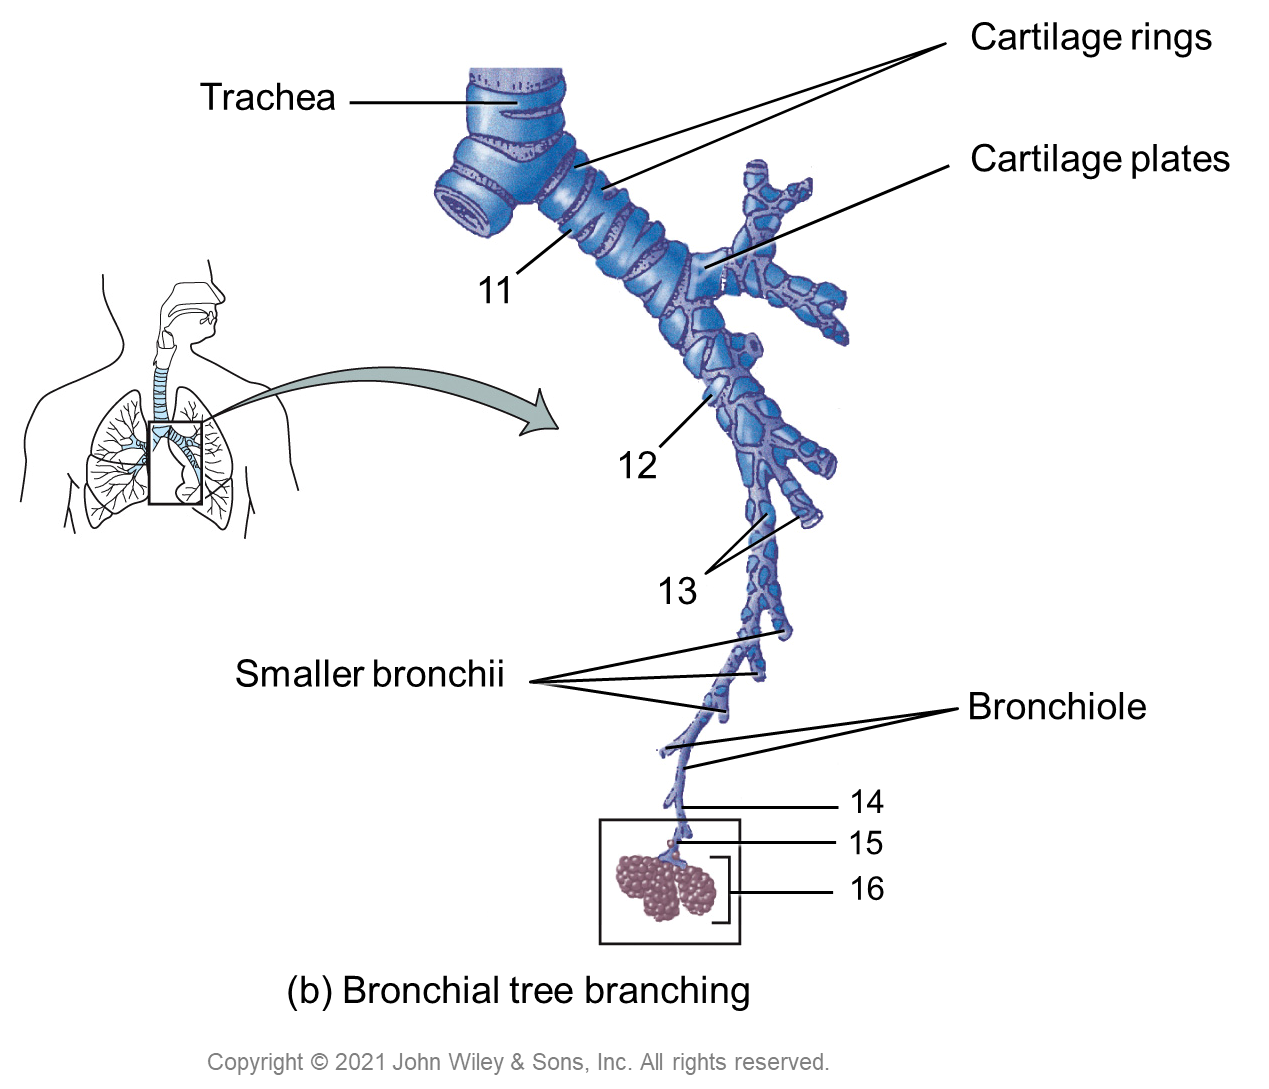 Cartilage rings
Trachea
Cartilage plates
11
12
13
Smaller bronchii
Bronchiole
14
15
16
(b) Bronchial tree branching
Copyright © 2021 John Wiley & Sons, Inc. All rights reserved.